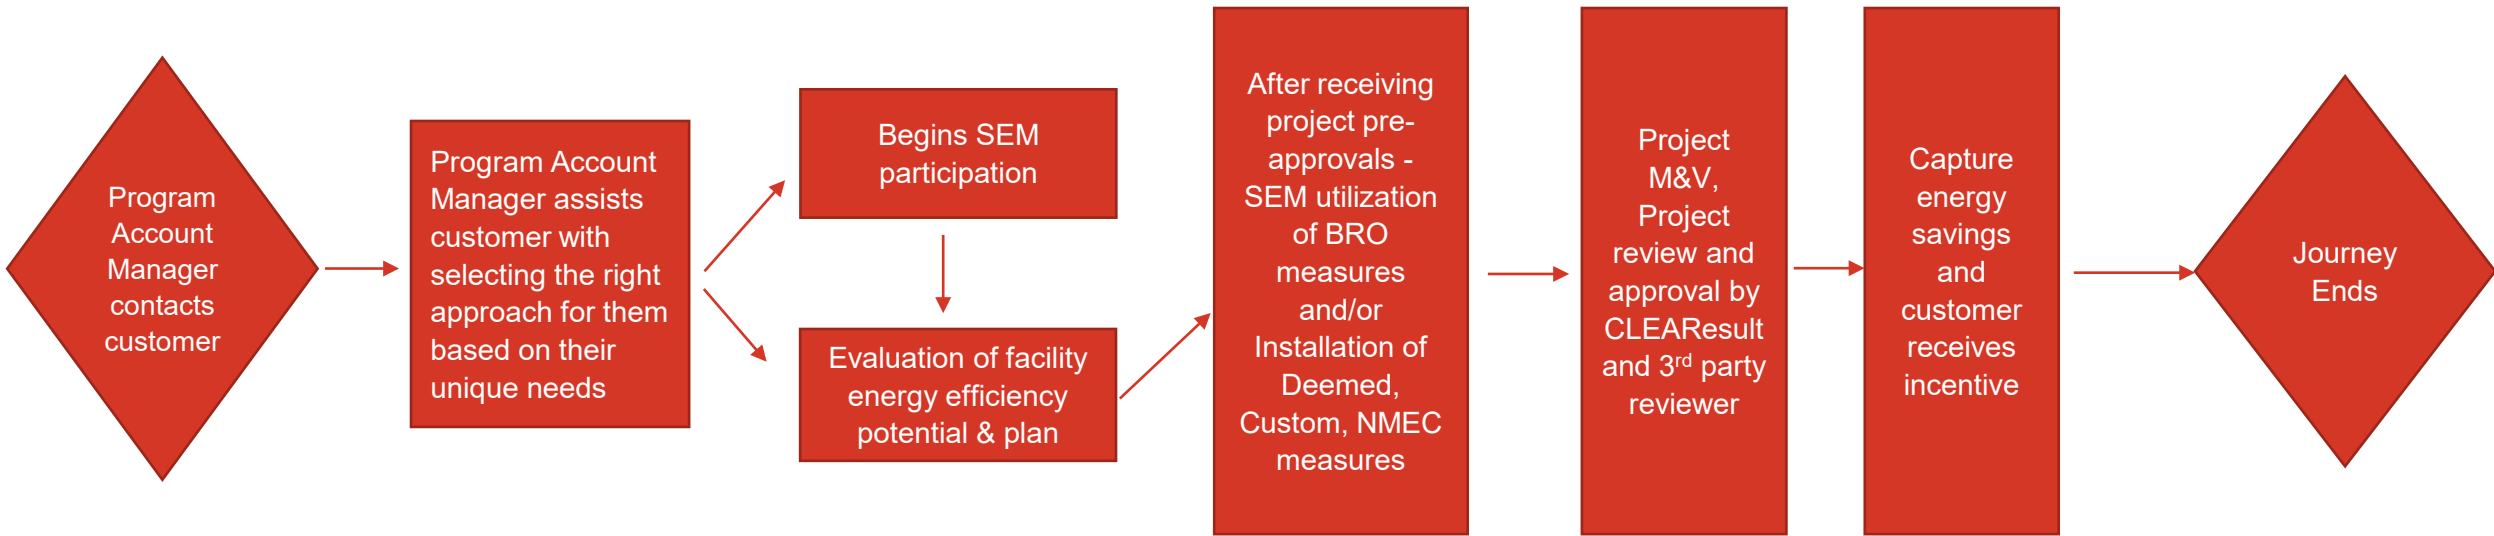 Program
Account
Manager
contacts
customer
Program Account
Manager assists
customer with
selecting the right
approach for them
based on their
unique needs
Begins SEM
participation
Evaluation of facility
energy efficiency
potential & plan
After receiving
project pre-
approvals -
SEM utilization
of BRO
measures
and/or
Installation of
Deemed,
Custom, NMEC
measures
Project
M&V,
Project
review and
approval by
CLEAResult
and 3rd party
reviewer
Capture
energy
savings
and
customer
receives
incentive
Journey
Ends